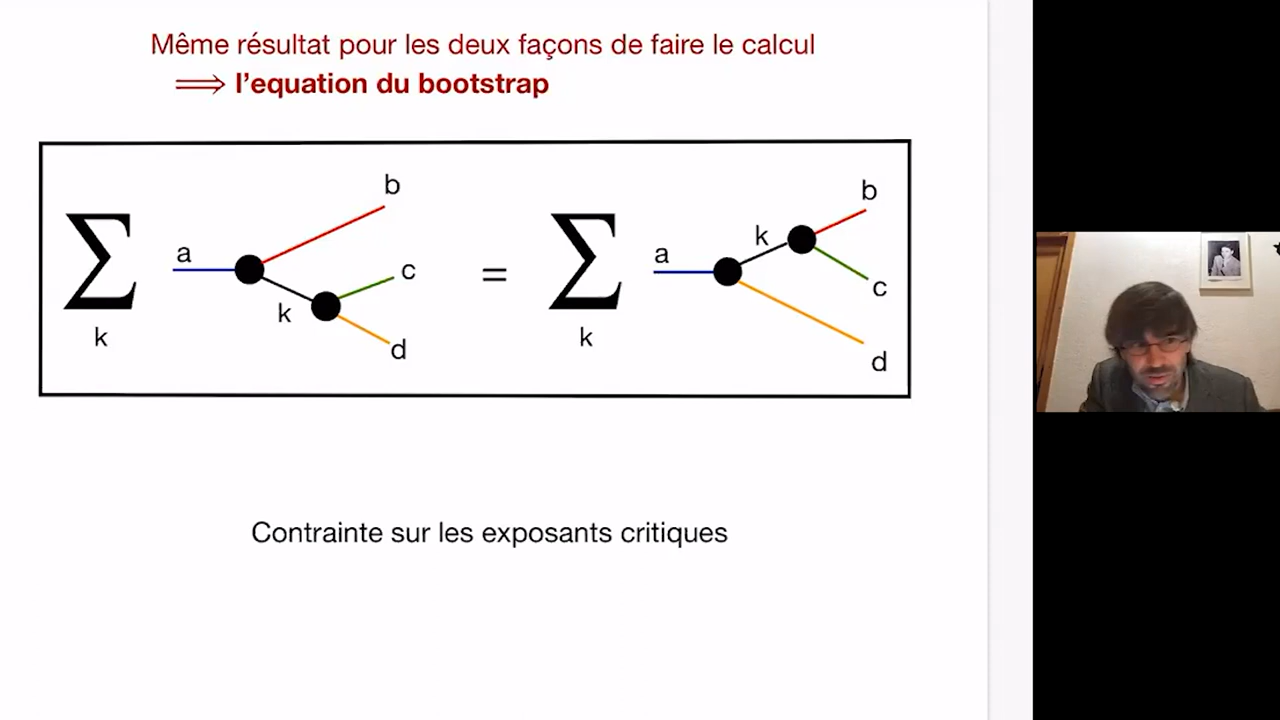 Même résultat pour les deux façons de faire le calcul
⟹ l'equation du bootstrap
∑ k a b k c d = ∑ k a k b c d
Contrainte sur les exposants critiques